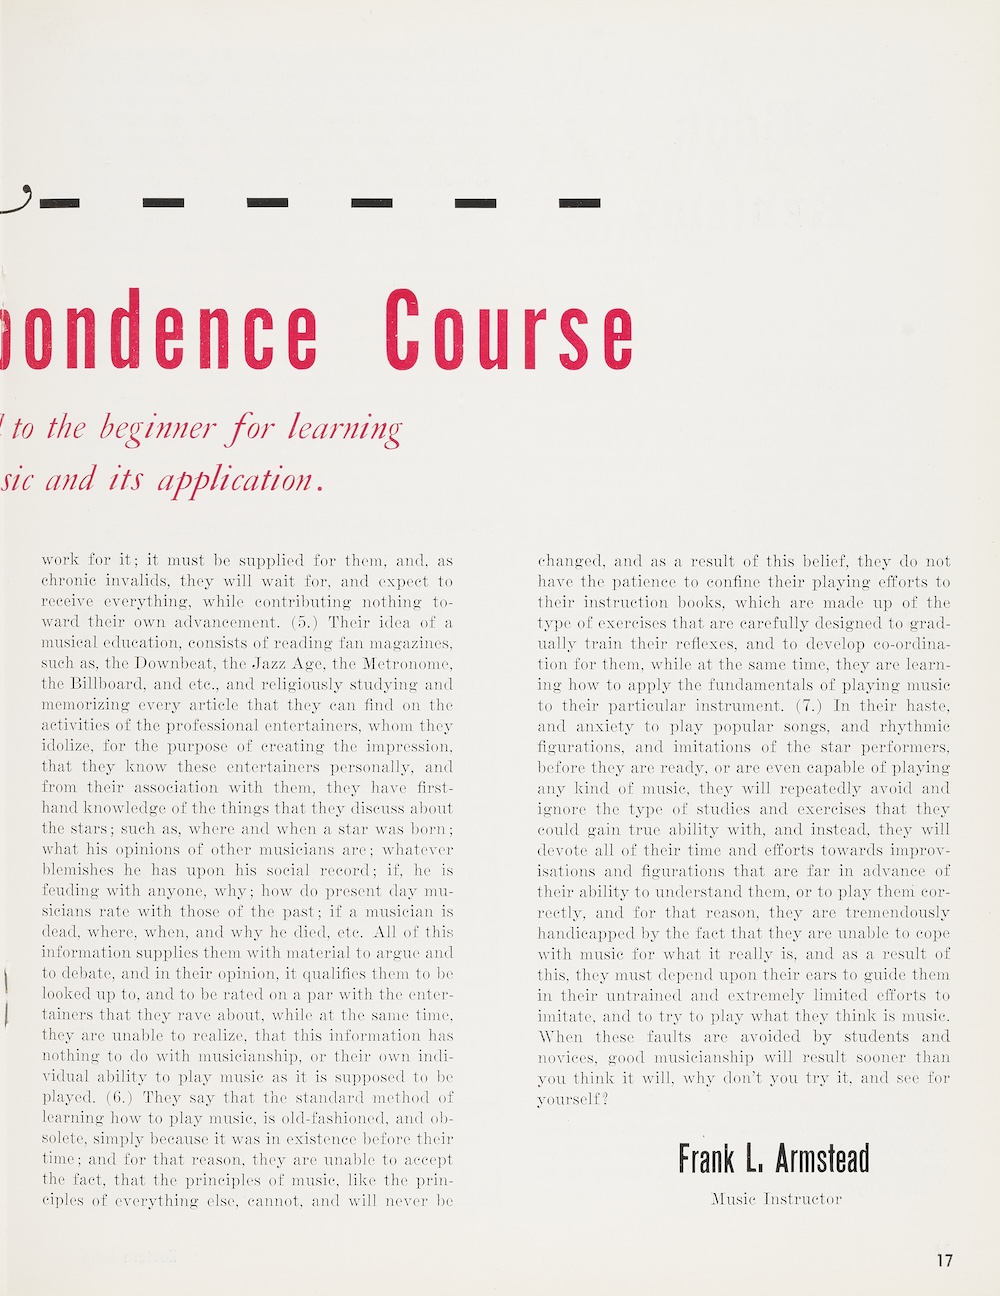 ondence Course
to the beginner for learning
sic and its application.
work for it; it must be supplied for them, and, as
chronic invalids, they will wait for, and expect to
receive everything, while contributing nothing to-
ward their own advancement. (5.) Their idea of a
musical education, consists of reading fan magazines,
such as, the Downbeat, the Jazz Age, the Metronome,
the Billboard, and etc., and religiously studying and
memorizing every article that they can find on the
activities of the professional entertainers, whom they
idolize, for the purpose of creating the impression,
that they know these entertainers personally, and
from their association with them, they have first-
hand knowledge of the things that they discuss about
the stars; such as, where and when a star was born;
what his opinions of other musicians are; whatever
blemishes he has upon his social record; if, he is
feuding with anyone, why; how do present day mu-
sicians rate with those of the past; if a musician is
dead, where, when, and why he died, etc. All of this
information supplies them with material to argue and
to debate, and in their opinion, it qualifies them to be
looked up to, and to be rated on a par with the enter-
tainers that they rave about, while at the same time,
they are unable to realize, that this information has
nothing to do with musicianship, or their own indi-
vidual ability to play music as it is supposed to be
played. (6.) They say that the standard method of
learning how to play music, is old-fashioned, and ob-
solete, simply because it was in existence before their
time; and for that reason, they are unable to accept
the fact, that the principles of music, like the prin-
ciples of everything else, cannot, and will never be
changed, and as a result of this belief, they do not
have the patience to confine their playing efforts to
their instruction books, which are made up of the
type of exercises that are carefully designed to grad-
ually train their reflexes, and to develop co-ordina-
tion for them, while at the same time, they are learn-
ing how to apply the fundamentals of playing music
to their particular instrument. (7.) In their haste,
and anxiety to play popular songs, and rhythmic
figurations, and imitations of the star performers,
before they are ready, or are even capable of playing
any kind of music, they will repeatedly avoid and
ignore the type of studies and exercises that they
could gain true ability with, and instead, they will
devote all of their time and efforts towards improv-
isations and figurations that are far in advance of
their ability to understand them, or to play them cor-
rectly, and for that reason, they are tremendously
handicapped by the fact that they are unable to cope
with music for what it really is, and as a result of
this, they must depend upon their ears to guide them
in their untrained and extremely limited efforts to
imitate, and to try to play what they think is music.
When these faults are avoided by students and
novices, good musicianship will result sooner than
you think it will, why don't you try it, and see for
yourself?
Frank L. Armstead
Music Instructor
17